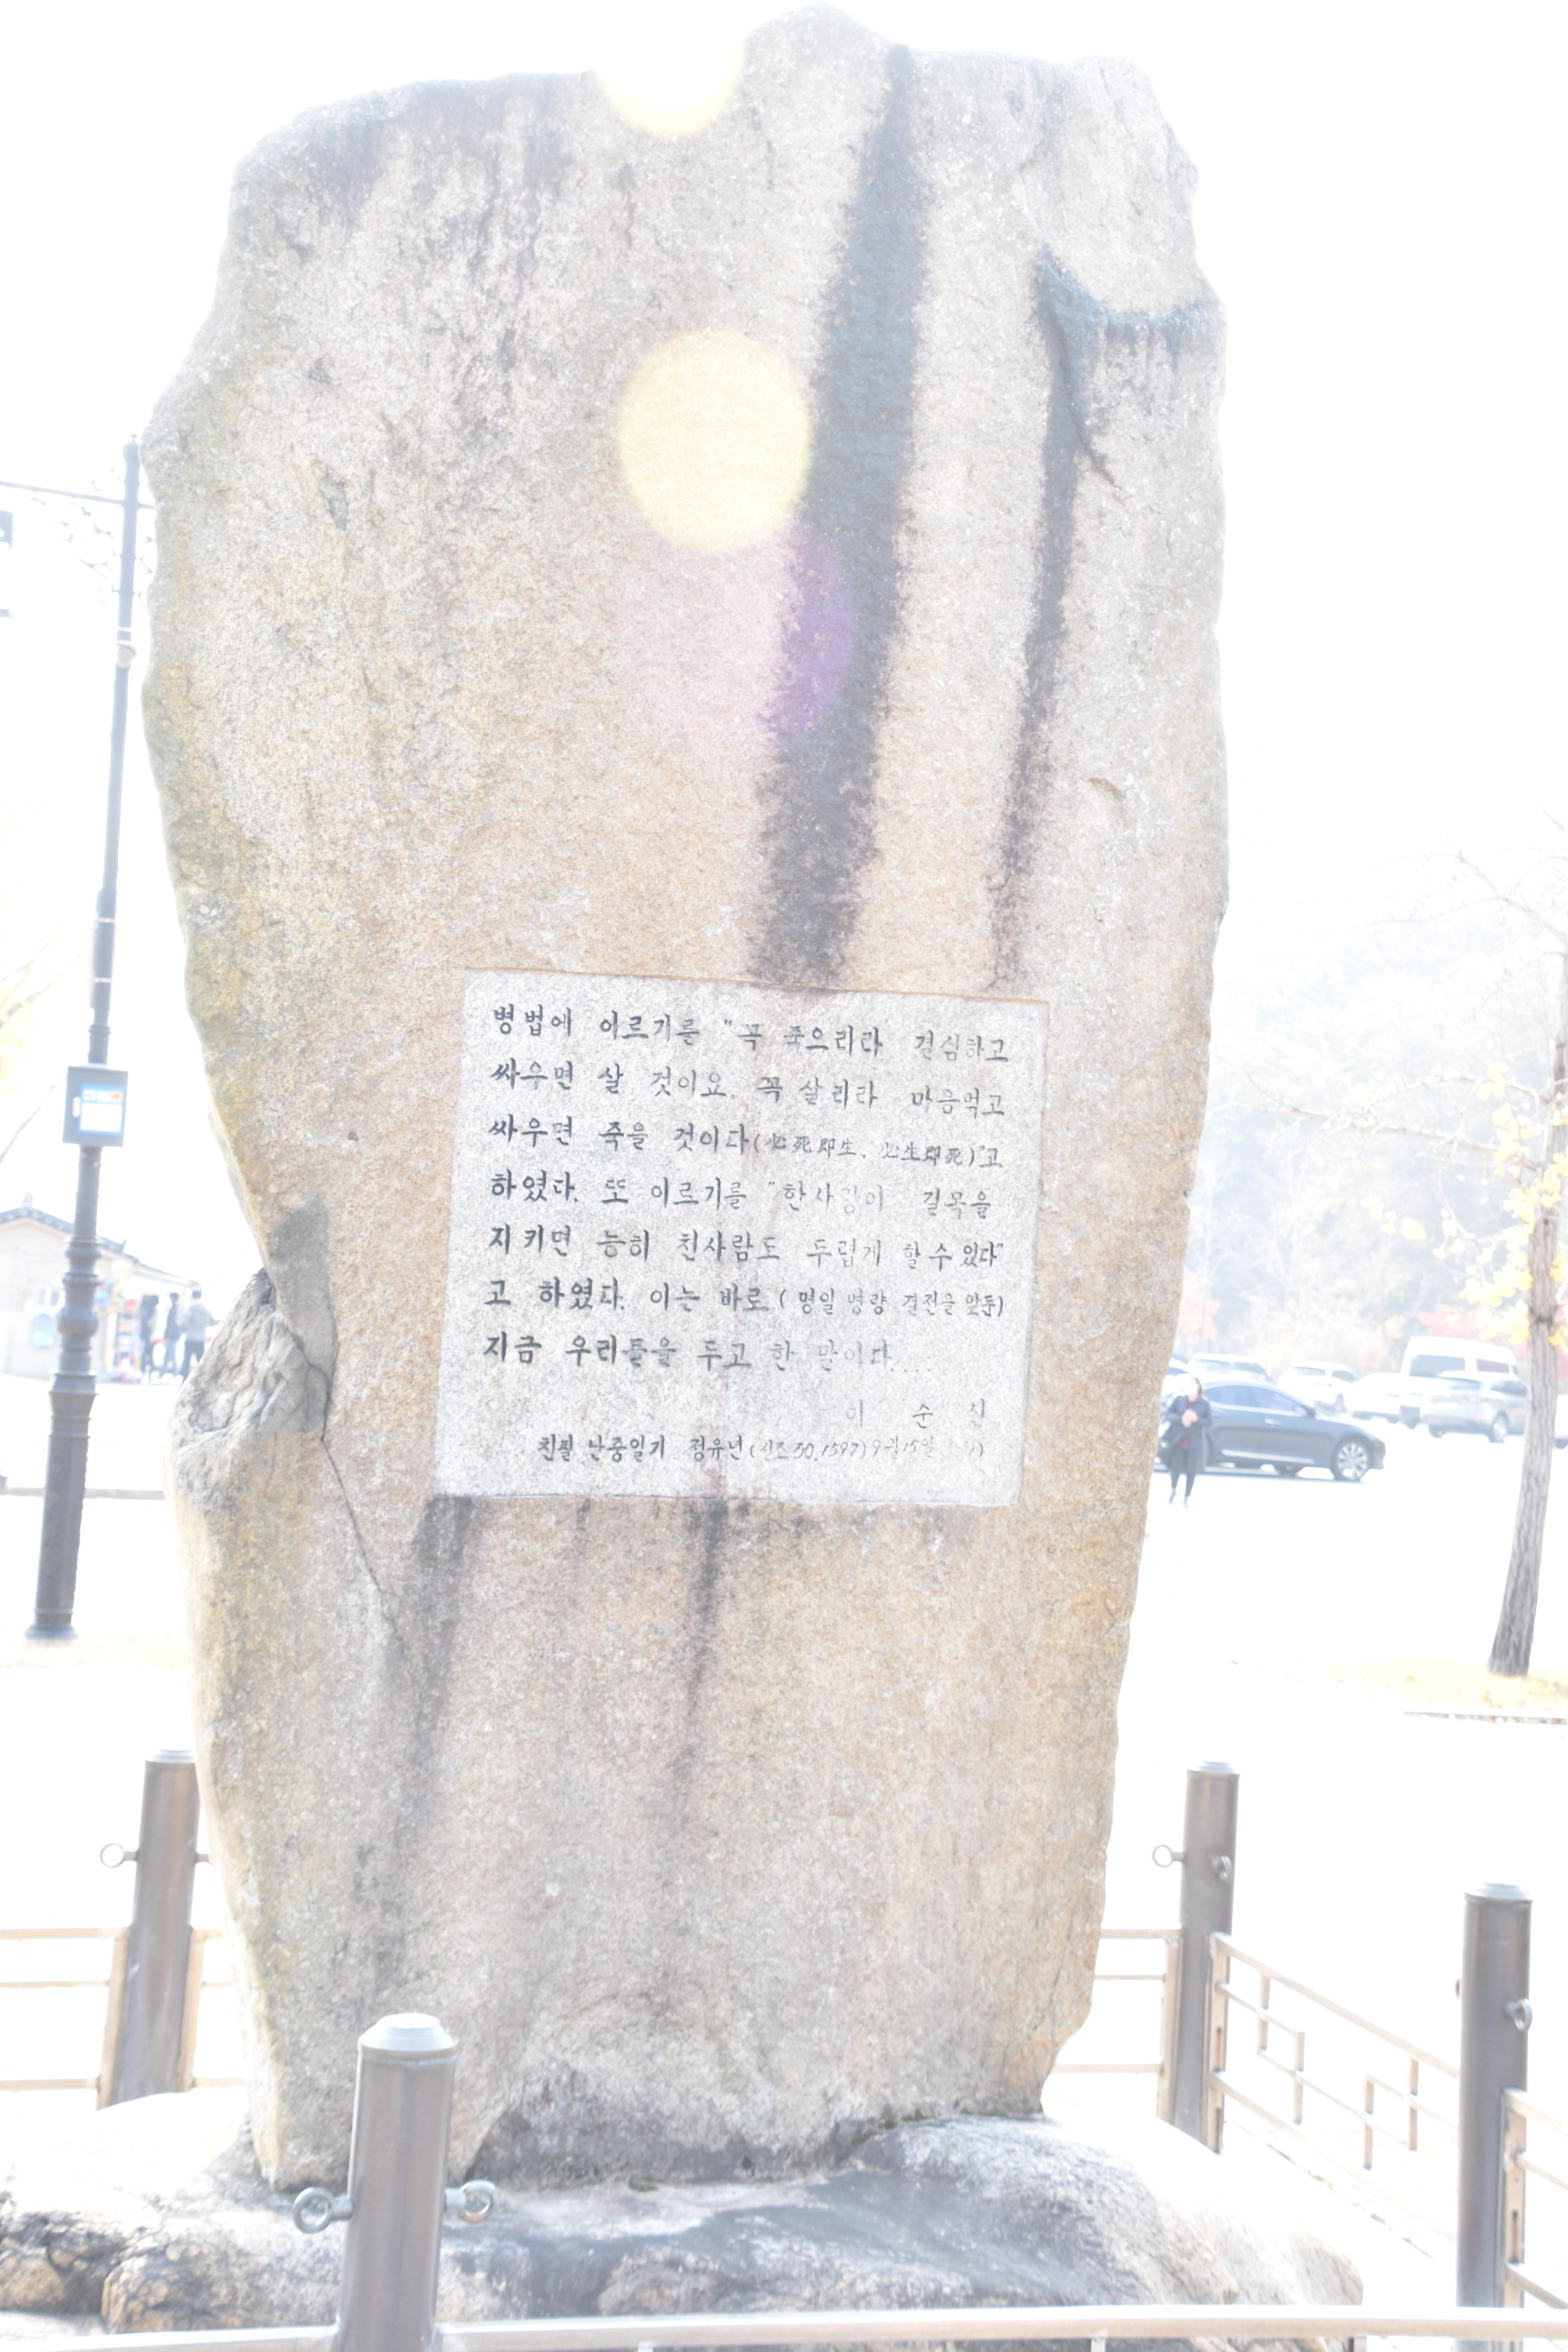 병법에 이르기를 "꼭 죽으리라 결심하고
싸우면 살 것이요. 꼭 살리라 마음먹고
싸우면 죽을 것이다(必死即生, 必生即死)"고
하였다. 또 이르기를 "한사람이 길목을
지키면 능히 천사람도 두렵게 할 수 있다"
고 하였다. 이는 바로 (명일 명량 결전을 앞둔)
지금 우리들을 두고 한 말이다....
이 순 신
친필 난중일기 정유년(선조30.1597) 9월15일